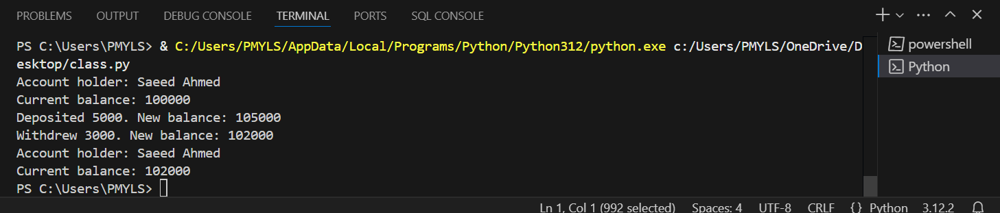 PROBLEMS OUTPUT DEBUG CONSOLE TERMINAL PORTS SQL CONSOLE
PS C:\Users\PMYLS> & C:/Users/PMYLS/AppData/Local/Programs/Python/Python312/python.exe c:/Users/PMYLS/OneDrive/D
esktop/class.py
Account holder: Saeed Ahmed
Current balance: 100000
Deposited 5000. New balance: 105000
Withdrew 3000. New balance: 102000
Account holder: Saeed Ahmed
Current balance: 102000
PS C:\Users\PMYLS>
powershell
Python
Ln 1, Col 1 (992 selected) Spaces: 4 UTF-8 CRLF {} Python 3.12.2